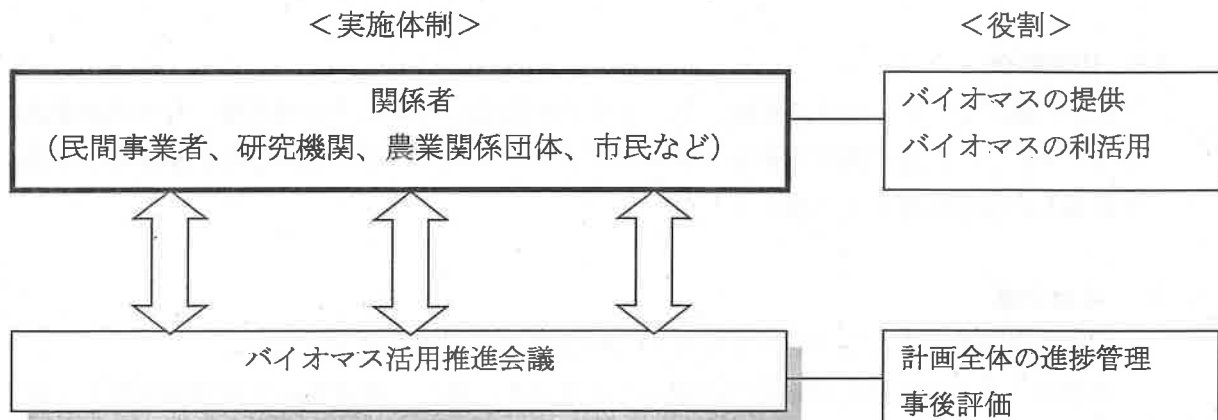 ＜実施体制＞
＜役割＞
関係者
（民間事業者、研究機関、農業関係団体、市民など）
バイオマスの提供
バイオマスの利活用
バイオマス活用推進会議
計画全体の進捗管理
事後評価